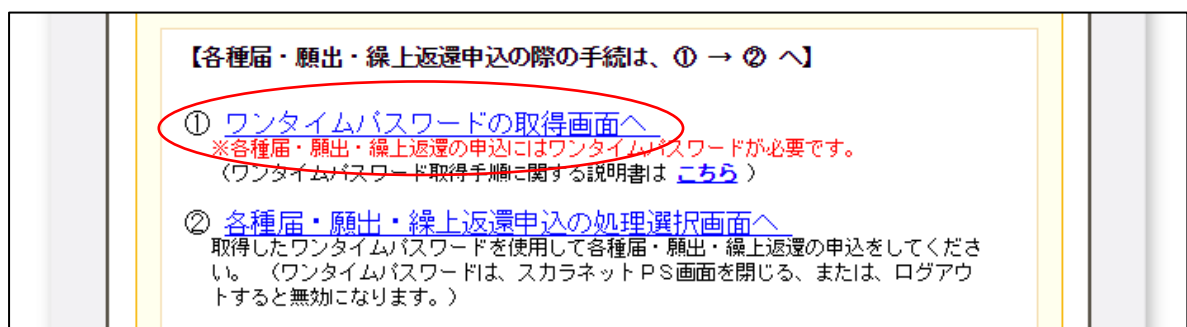 【各種届・願出・繰上返還申込の際の手続は、① → ② へ】
① ワンタイムパスワードの取得画面へ
※各種届・願出・繰上返還の申込にはワンタイムパスワードが必要です。
（ワンタイムパスワード取得手順に関する説明書は こちら ）
② 各種届・願出・繰上返還申込の処理選択画面へ
取得したワンタイムパスワードを使用して各種届・願出・繰上返還の申込をしてくださ
い。 （ワンタイムパスワードは、スカラネットＰＳ画面を閉じる、または、ログアウ
トすると無効になります。）